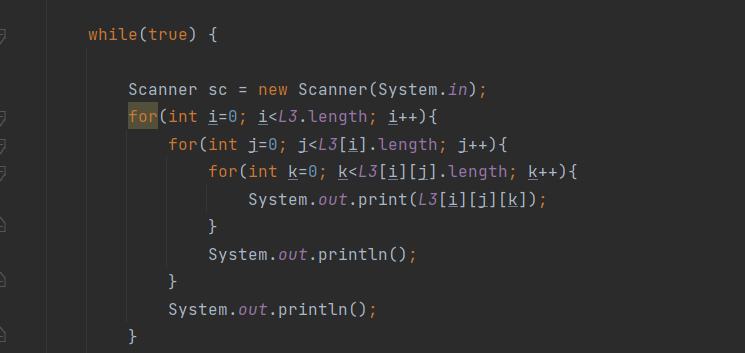 while(true) {
Scanner sc = new Scanner(System.in);
for(int i=0; i<L3.length; i++){
for(int j=0; j<L3[i].length; j++){
for(int k=0; k<L3[i][j].length; k++){
System.out.print(L3[i][j][k]);
}
System.out.println();
}
System.out.println();
}